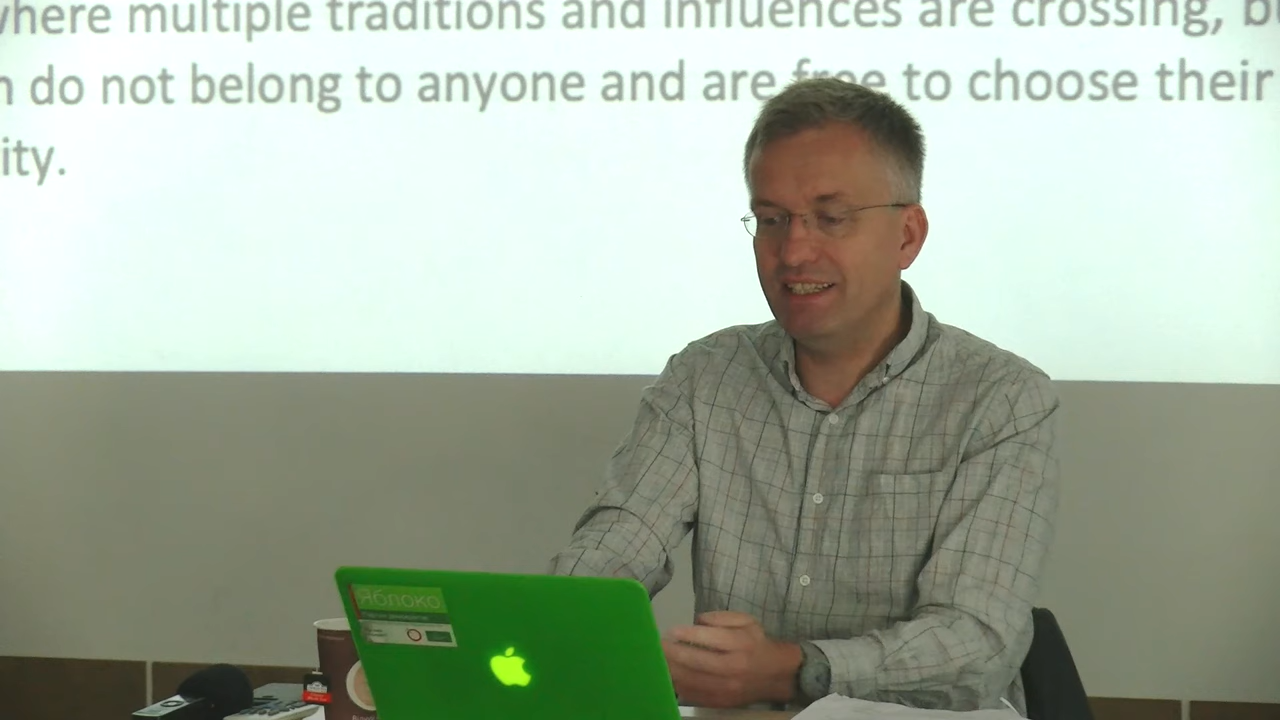 where multiple traditions and influences are crossing,
do not belong to anyone and are free to choose their
ity.
Яблоко